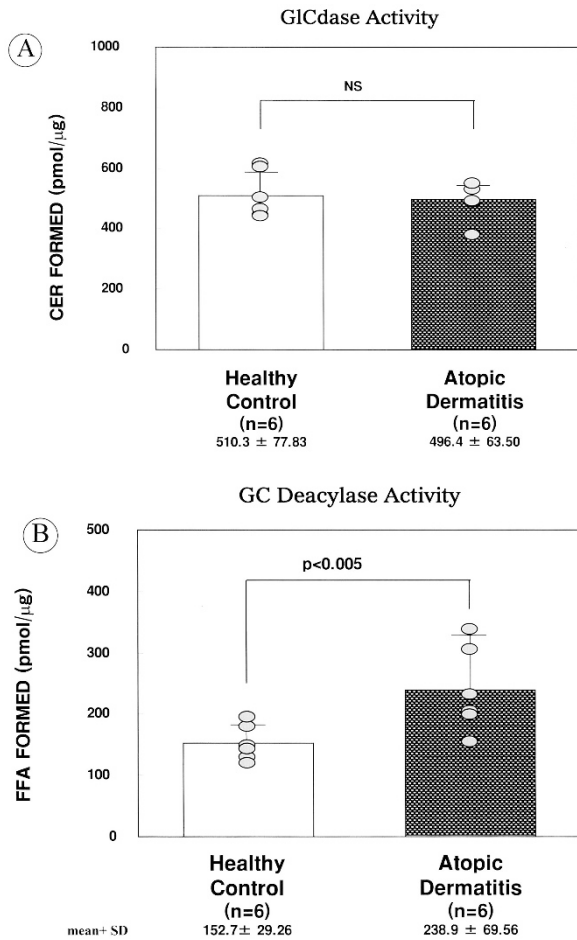 GlCdase Activity
A
1000
800
600
400
200
0
CER FORMED (pmol/μg)
NS
Healthy
Control
(n=6)
510.3 ± 77.83
Atopic
Dermatitis
(n=6)
496.4 ± 63.50
GC Deacylase Activity
B
500
400
300
200
100
0
FFA FORMED (pmol/μg)
p<0.005
Healthy
Control
(n=6)
152.7± 29.26
Atopic
Dermatitis
(n=6)
238.9 ± 69.56
mean+ SD